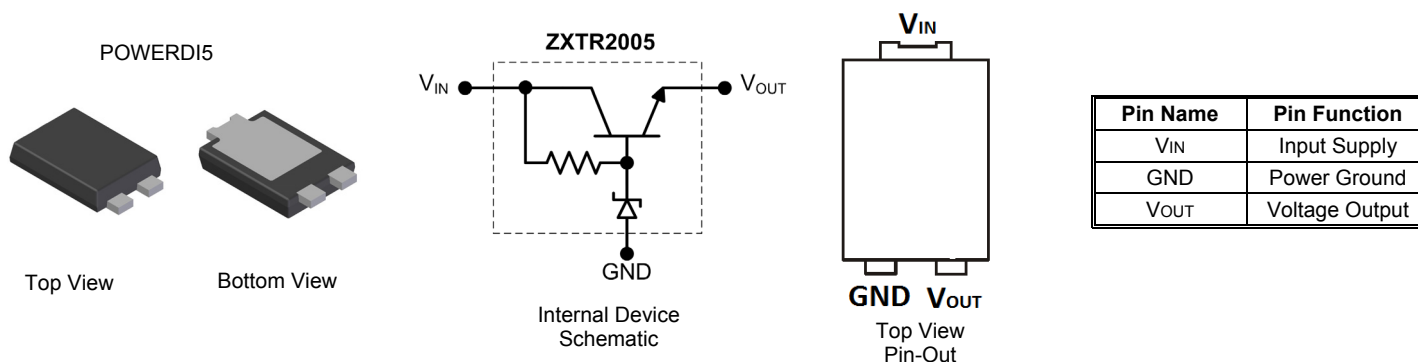 POWERDI5
Top View
Bottom View
ZXTR2005
VIN
VOUT
GND
Internal Device
Schematic
VIN
GND VOUT
Top View
Pin-Out
Pin Name Pin Function
VIN Input Supply
GND Power Ground
VOUT Voltage Output